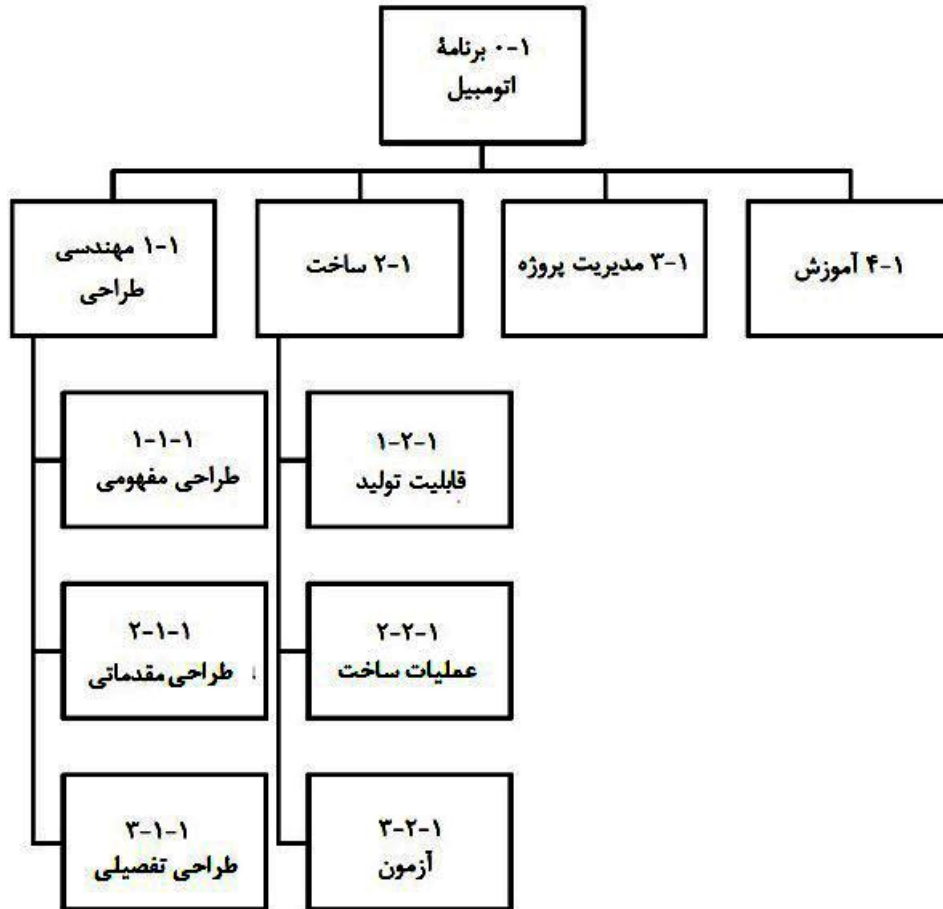 ۰-۱ برنامهٔ
اتومبیل
۱-۱ مهندسی
طراحی
۲-۱ ساخت
۳-۱ مدیریت پروژه
۴-۱ آموزش
۱-۱-۱
طراحی مفهومی
۱-۲-۱
قابلیت تولید
۲-۱-۱
طراحی مقدماتی
۲-۲-۱
عملیات ساخت
۳-۱-۱
طراحی تفصیلی
۳-۲-۱
آزمون